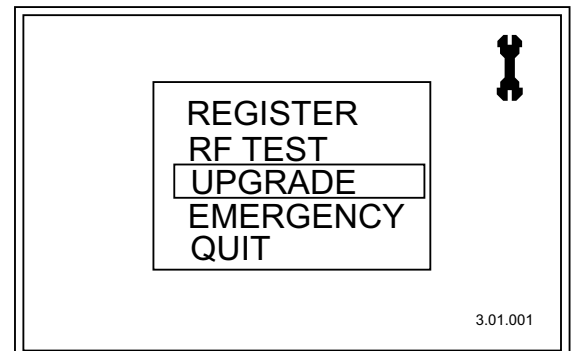 REGISTER
RF TEST
UPGRADE
EMERGENCY
QUIT
3.01.001